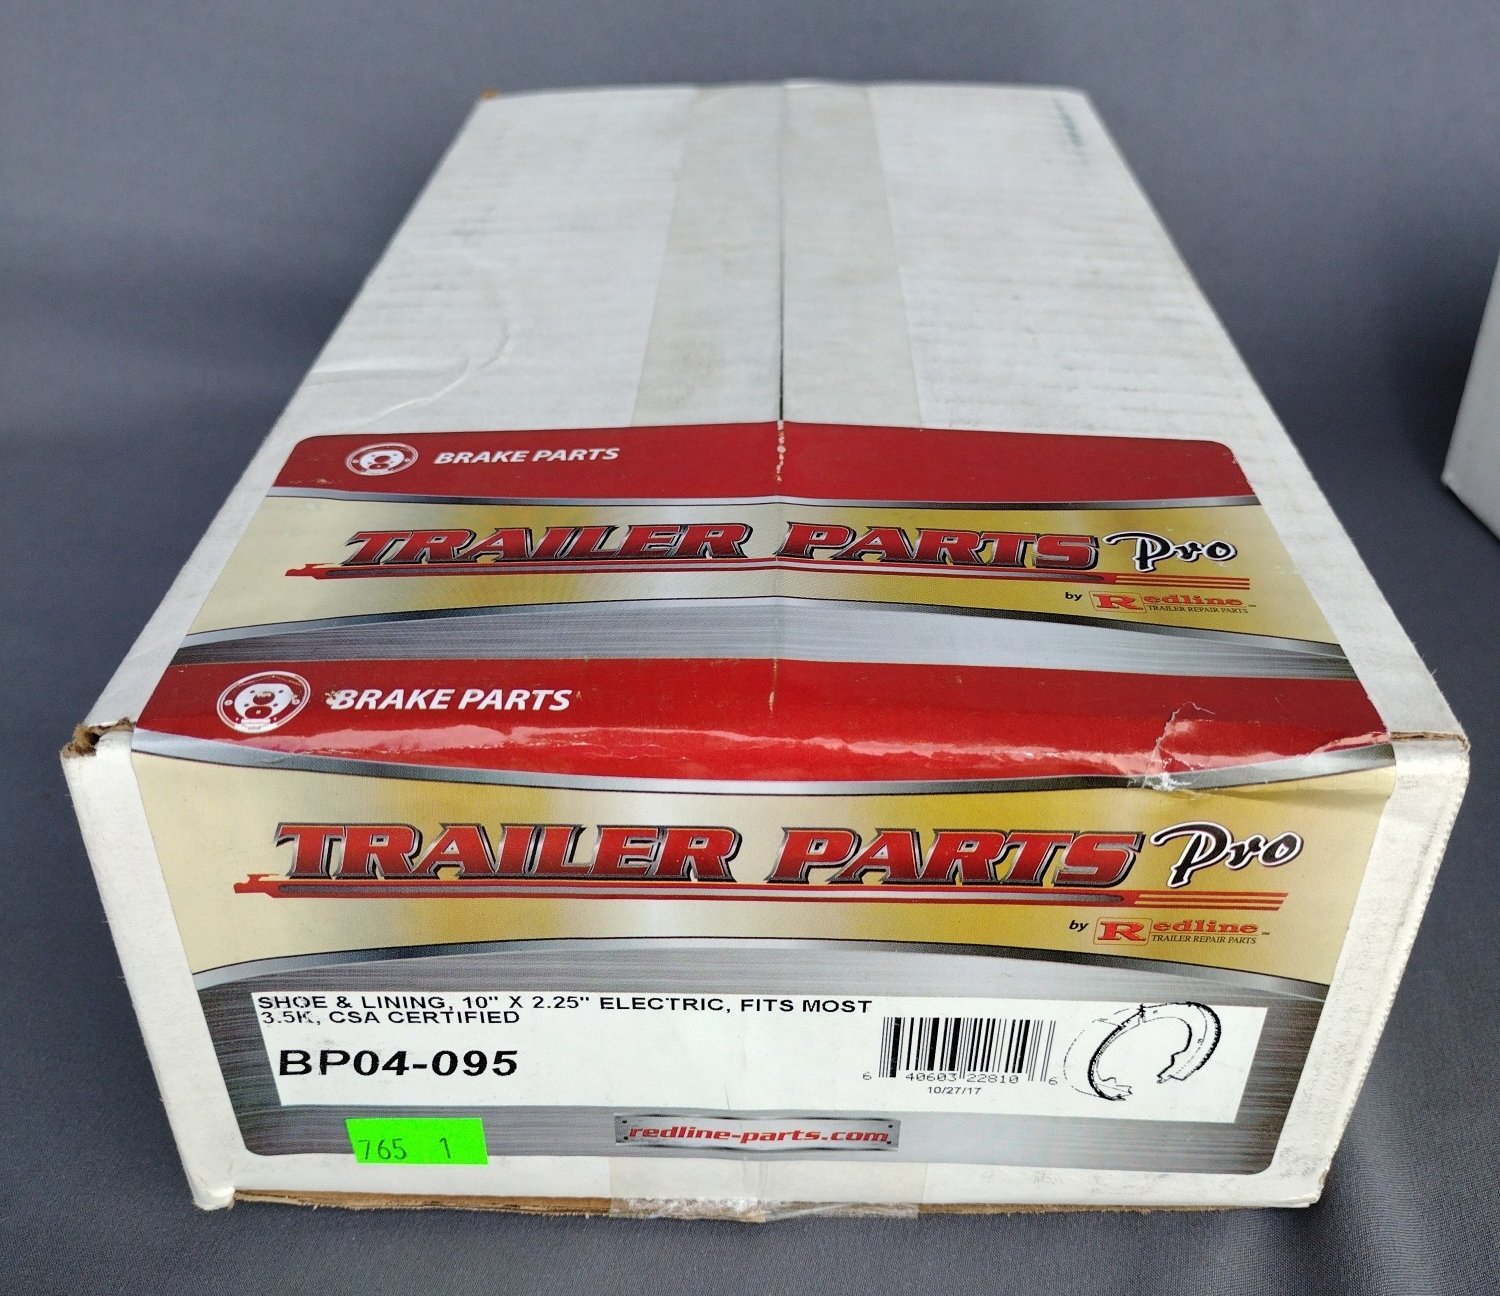 BRAKE PARTS
TRAILER PARTS Pro
by Redline™
TRAILER REPAIR PARTS
BRAKE PARTS
TRAILER PARTS Pro
by Redline™
TRAILER REPAIR PARTS
SHOE & LINING, 10" X 2.25" ELECTRIC, FITS MOST
3.5K, CSA CERTIFIED
BP04-095
6 40603 22810 6
10/27/17
redline-parts.com
765 1